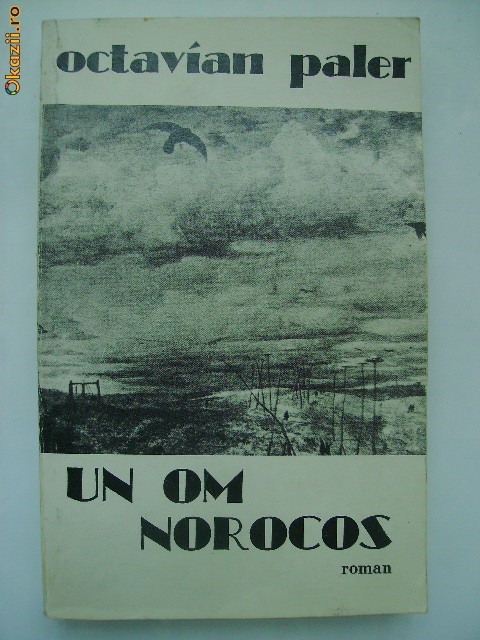 Okazii.ro
octavian paler
UN OM
NOROCOS
roman